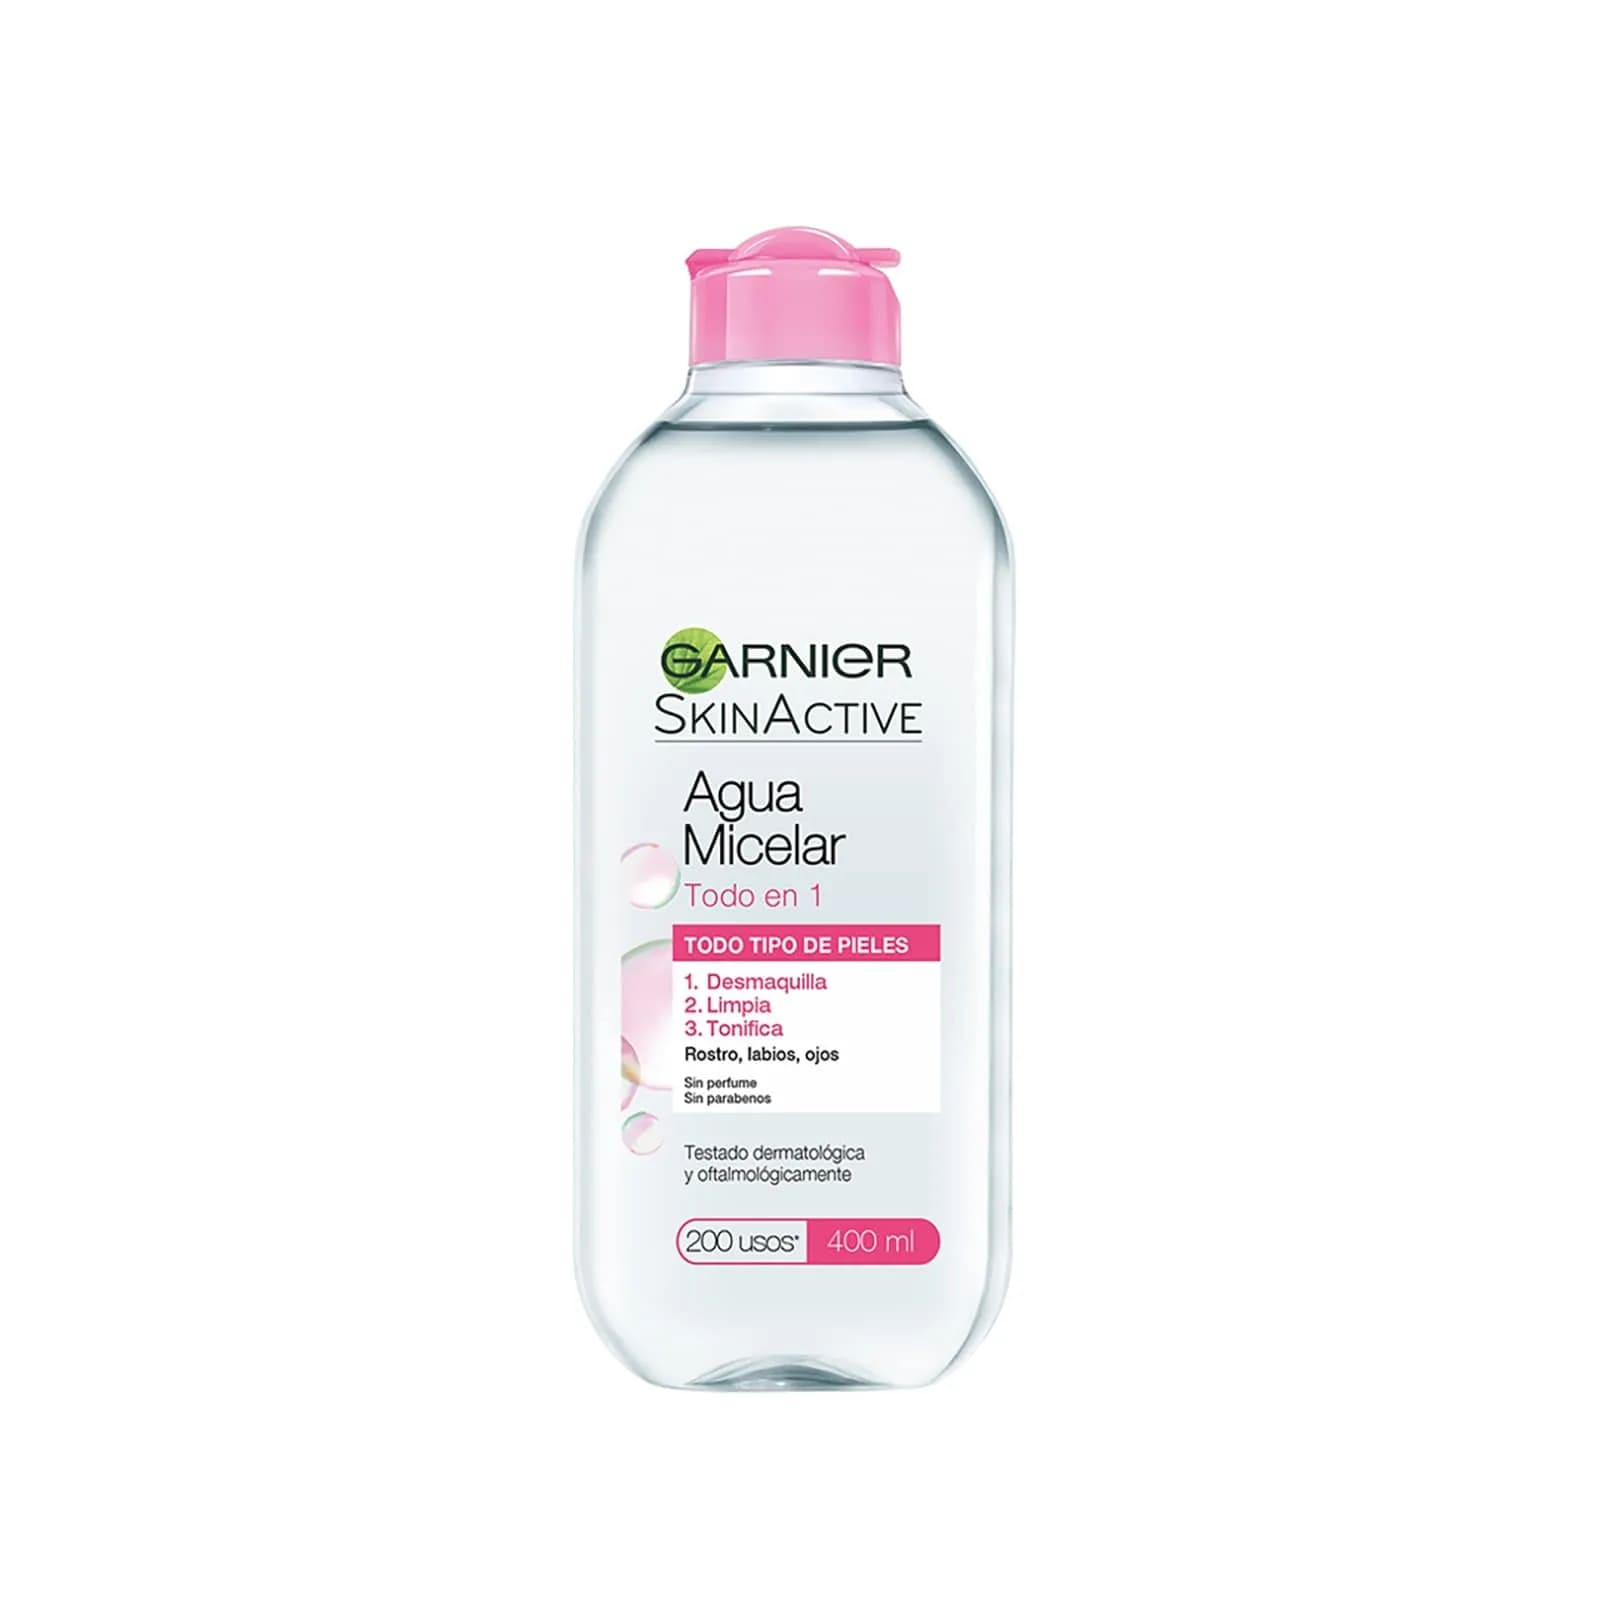 GARNIER
SKINACTIVE
Agua
Micelar
Todo en 1
TODO TIPO DE PIELES
1. Desmaquilla
2. Limpia
3. Tonifica
Rostro, labios, ojos
Sin perfume
Sin parabenos
Testado dermatológica
y oftalmológicamente
200 usos* 400 ml